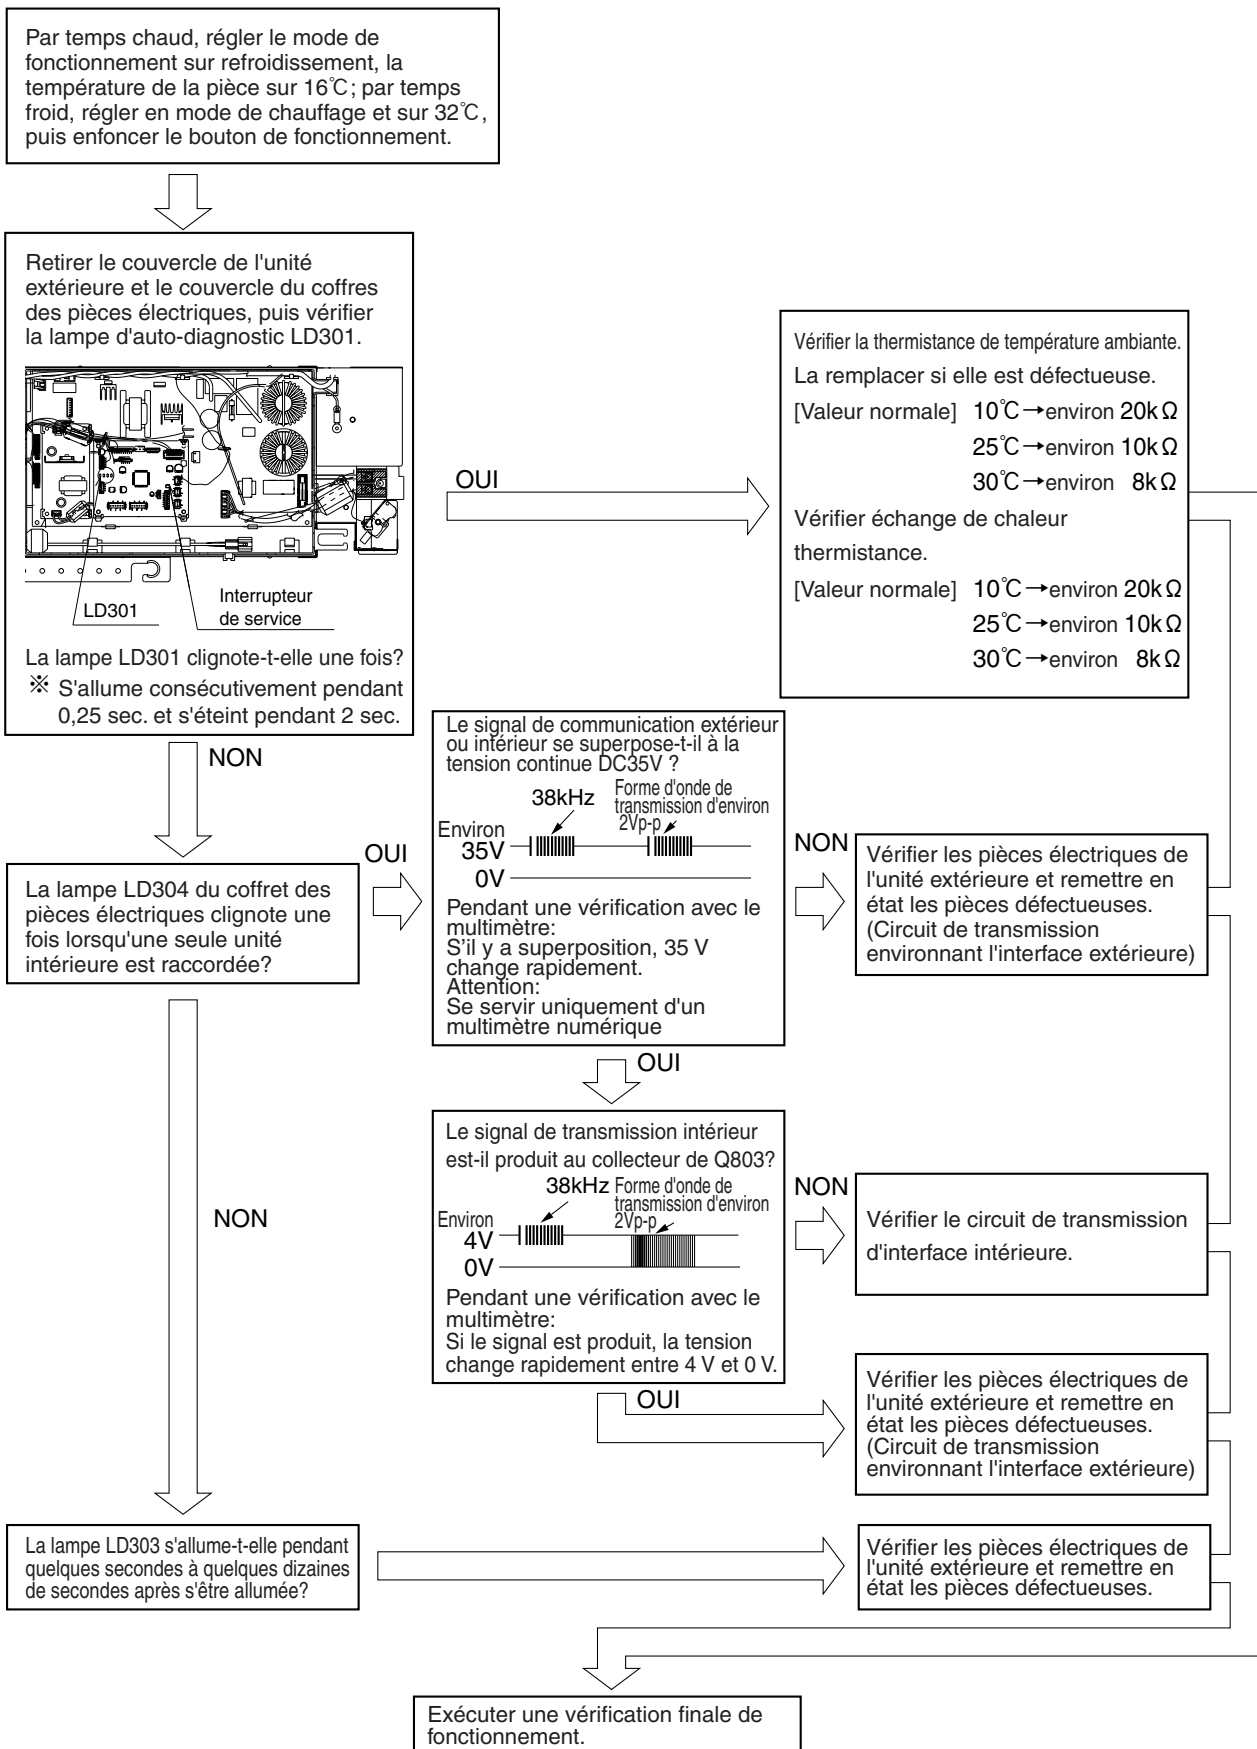 Par temps chaud, régler le mode de
fonctionnement sur refroidissement, la
température de la pièce sur 16℃; par temps
froid, régler en mode de chauffage et sur 32℃,
puis enfoncer le bouton de fonctionnement.
Retirer le couvercle de l'unité
extérieure et le couvercle du coffres
des pièces électriques, puis vérifier
la lampe d'auto-diagnostic LD301.
LD301
Interrupteur
de service
La lampe LD301 clignote-t-elle une fois?
※ S'allume consécutivement pendant
0,25 sec. et s'éteint pendant 2 sec.
OUI
Vérifier la thermistance de température ambiante.
La remplacer si elle est défectueuse.
[Valeur normale] 10℃→environ 20kΩ
25℃→environ 10kΩ
30℃→environ 8kΩ
Vérifier échange de chaleur
thermistance.
[Valeur normale] 10℃→environ 20kΩ
25℃→environ 10kΩ
30℃→environ 8kΩ
NON
La lampe LD304 du coffret des
pièces électriques clignote une
fois lorsqu'une seule unité
intérieure est raccordée?
OUI
Le signal de communication extérieur
ou intérieur se superpose-t-il à la
tension continue DC35V ?
38kHz
Forme d'onde de
transmission d'environ
2Vp-p
Environ
35V
0V
Pendant une vérification avec le
multimètre:
S'il y a superposition, 35 V
change rapidement.
Attention:
Se servir uniquement d'un
multimètre numérique
NON
Vérifier les pièces électriques de
l'unité extérieure et remettre en
état les pièces défectueuses.
(Circuit de transmission
environnant l'interface extérieure)
OUI
Le signal de transmission intérieur
est-il produit au collecteur de Q803?
38kHz
Forme d'onde de
transmission d'environ
2Vp-p
Environ
4V
0V
Pendant une vérification avec le
multimètre:
Si le signal est produit, la tension
change rapidement entre 4 V et 0 V.
NON
Vérifier le circuit de transmission
d'interface intérieure.
OUI
Vérifier les pièces électriques de
l'unité extérieure et remettre en
état les pièces défectueuses.
(Circuit de transmission
environnant l'interface extérieure)
NON
La lampe LD303 s'allume-t-elle pendant
quelques secondes à quelques dizaines
de secondes après s'être allumée?
Vérifier les pièces électriques de
l'unité extérieure et remettre en
état les pièces défectueuses.
Exécuter une vérification finale de
fonctionnement.